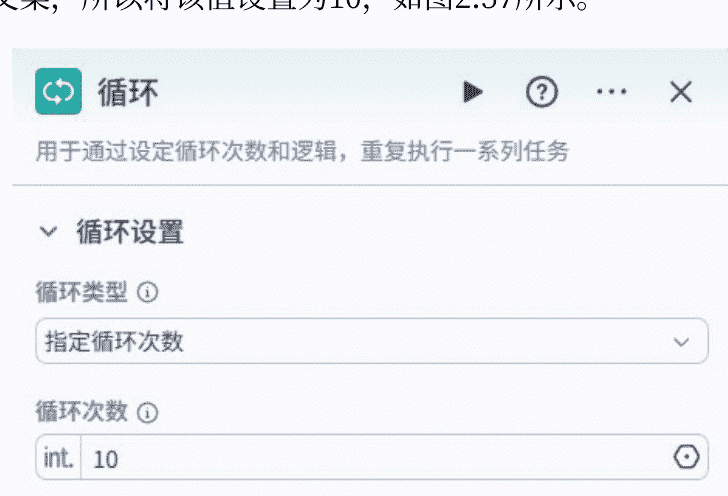 所以将该值设置为10，如图2.37所示。
循环
用于通过设定循环次数和逻辑，重复执行一系列任务
循环设置
循环类型
指定循环次数
循环次数
int. 10